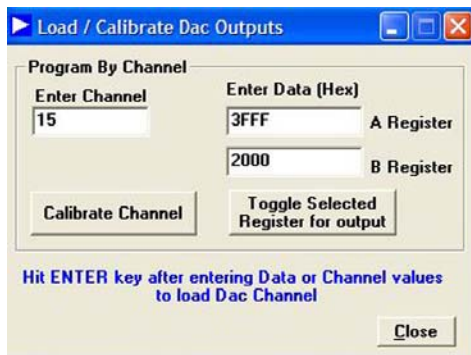 Load / Calibrate Dac Outputs
Program By Channel
Enter Channel
15
Enter Data (Hex)
3FFF
A Register
2000
B Register
Calibrate Channel
Toggle Selected
Register for output
Hit ENTER key after entering Data or Channel values
to load Dac Channel
Close